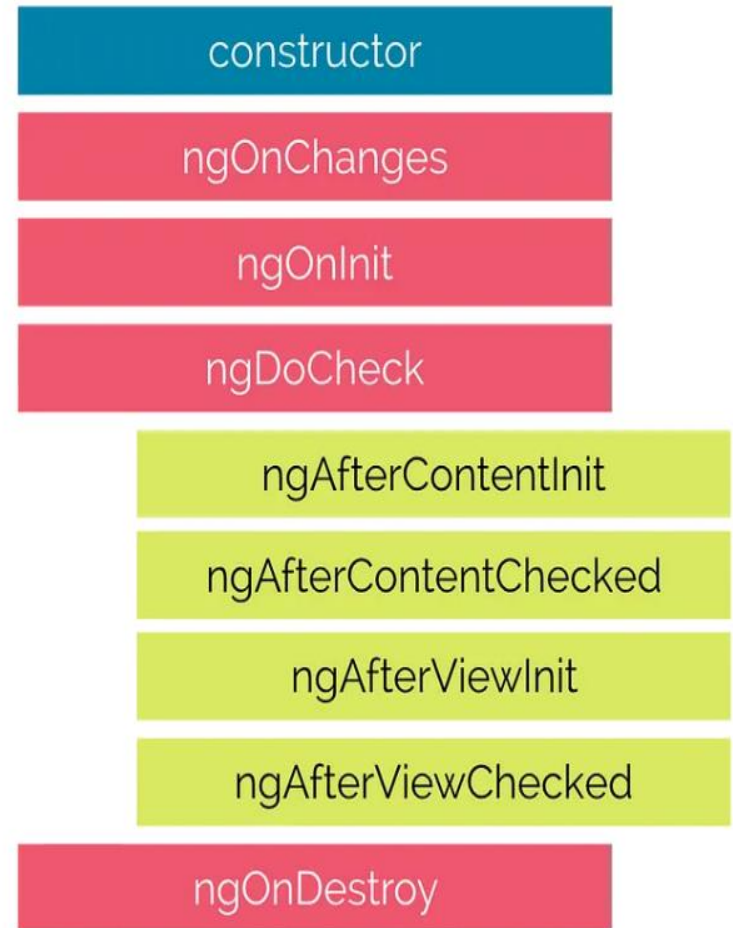 constructor
ngOnChanges
ngOnInit
ngDoCheck
ngAfterContentInit
ngAfterContentChecked
ngAfterViewInit
ngAfterViewChecked
ngOnDestroy